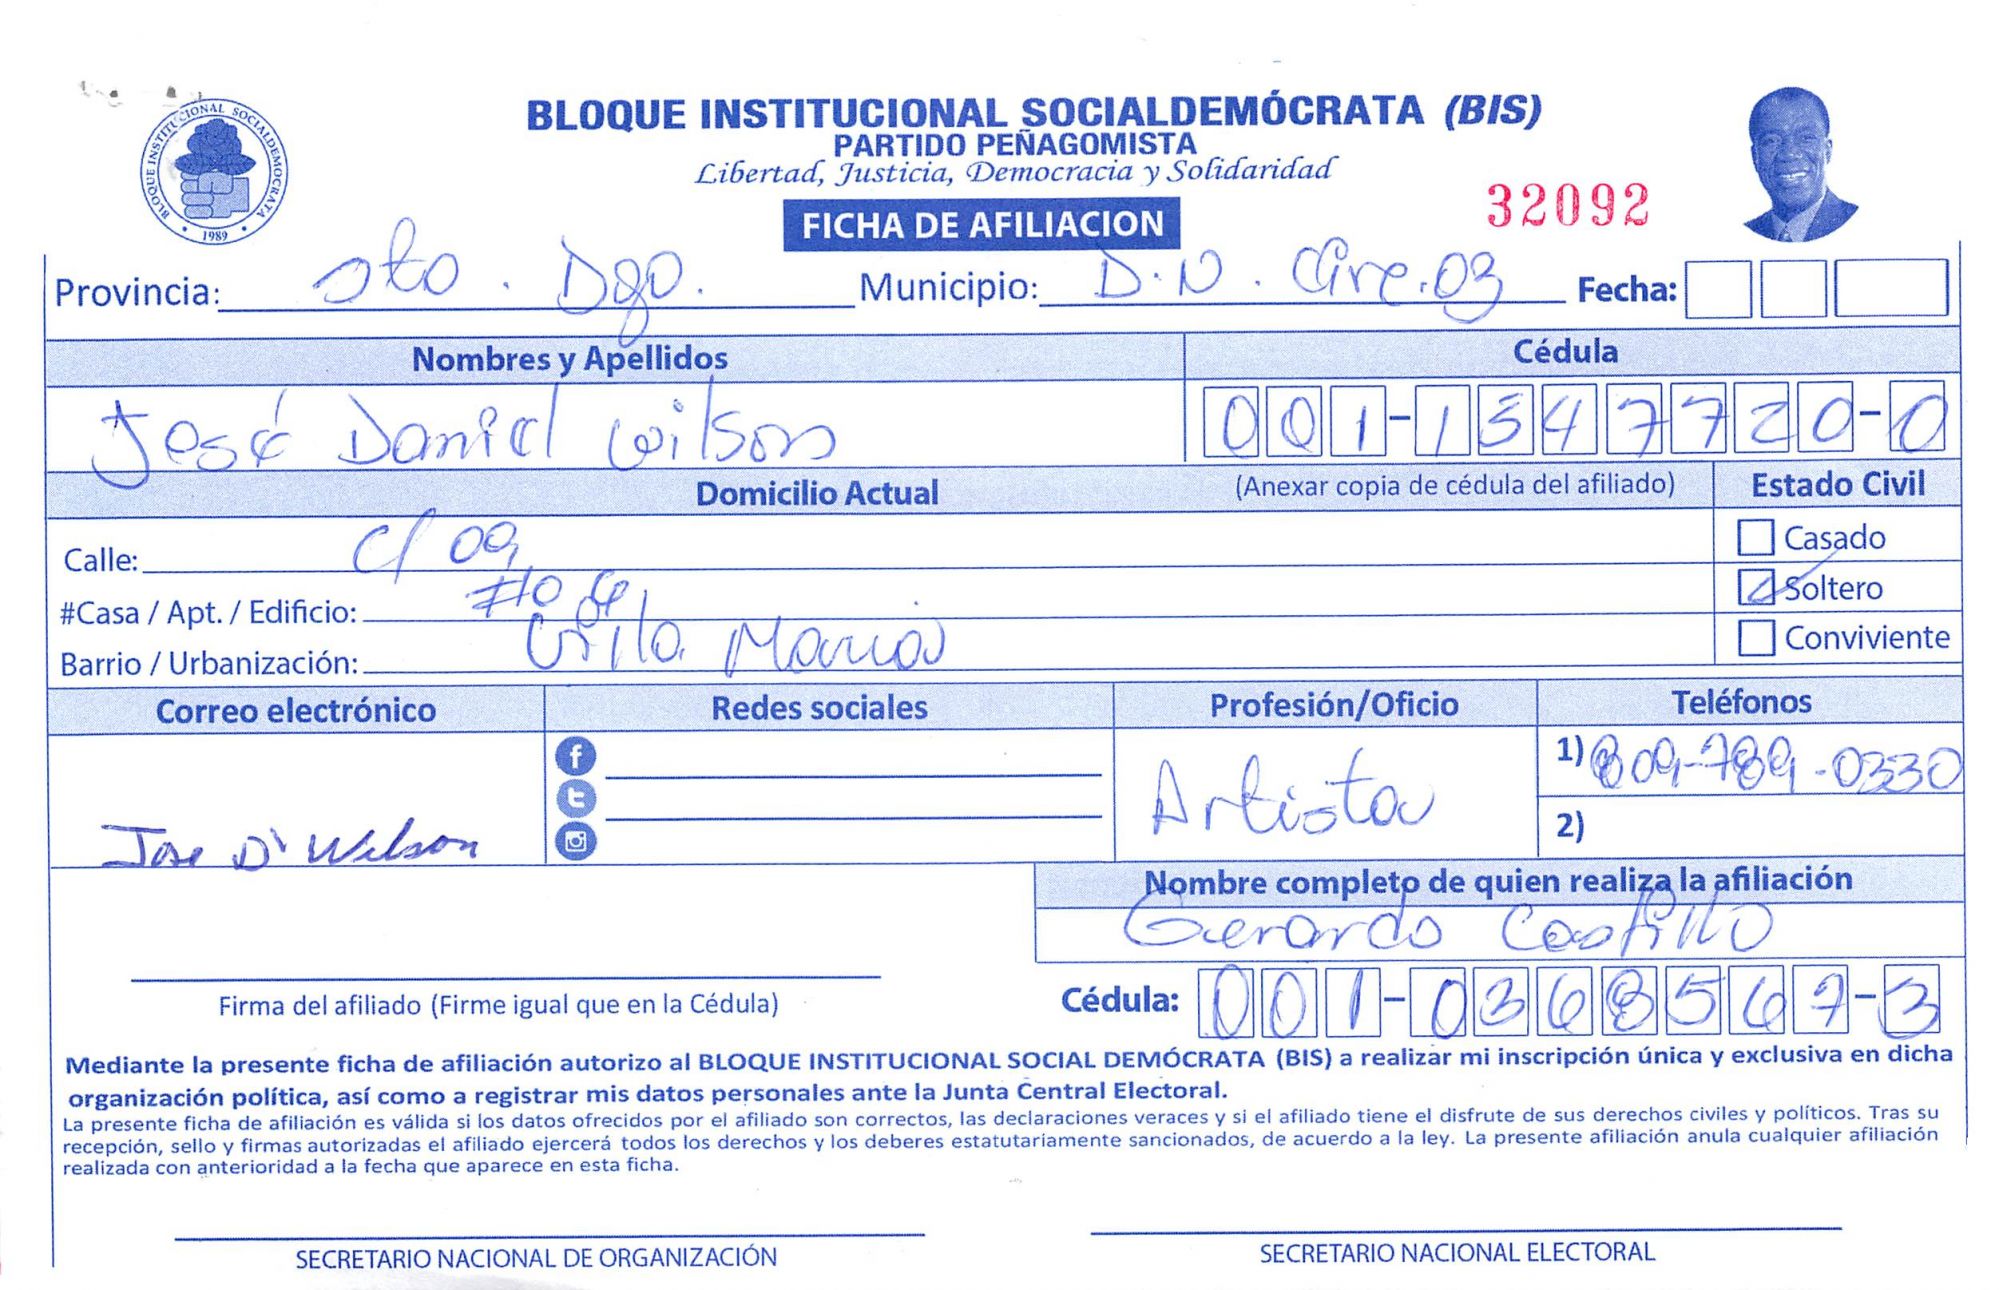 BLOQUE INSTITUCIONAL SOCIALDEMÓCRATA (BIS)
PARTIDO PEÑAGOMISTA
Libertad, Justicia, Democracia y Solidaridad
BLOQUE INSTITUCIONAL SOCIALDEMOCRATA
1989
32092
FICHA DE AFILIACION
Provincia: Sto. Dgo. Municipio: D.N. Circ. 03 Fecha:
Nombres y Apellidos Cédula
José Daniel Wilson 001-1347720-0
Domicilio Actual (Anexar copia de cédula del afiliado) Estado Civil
Calle: C/ 09 Casado
#Casa / Apt. / Edificio: #10 Soltero
Barrio / Urbanización: Villa Maria Conviviente
Correo electrónico Redes sociales Profesión/Oficio Teléfonos
Jose D' Wilson Artista 1) 809-789-0330
2)
Nombre completo de quien realiza la afiliación
Gerardo Castillo
Firma del afiliado (Firme igual que en la Cédula) Cédula: 001-0368567-3
Mediante la presente ficha de afiliación autorizo al BLOQUE INSTITUCIONAL SOCIAL DEMÓCRATA (BIS) a realizar mi inscripción única y exclusiva en dicha
organización política, así como a registrar mis datos personales ante la Junta Central Electoral.
La presente ficha de afiliación es válida si los datos ofrecidos por el afiliado son correctos, las declaraciones veraces y si el afiliado tiene el disfrute de sus derechos civiles y políticos. Tras su
recepción, sello y firmas autorizadas el afiliado ejercerá todos los derechos y los deberes estatutariamente sancionados, de acuerdo a la ley. La presente afiliación anula cualquier afiliación
realizada con anterioridad a la fecha que aparece en esta ficha.
SECRETARIO NACIONAL DE ORGANIZACIÓN SECRETARIO NACIONAL ELECTORAL